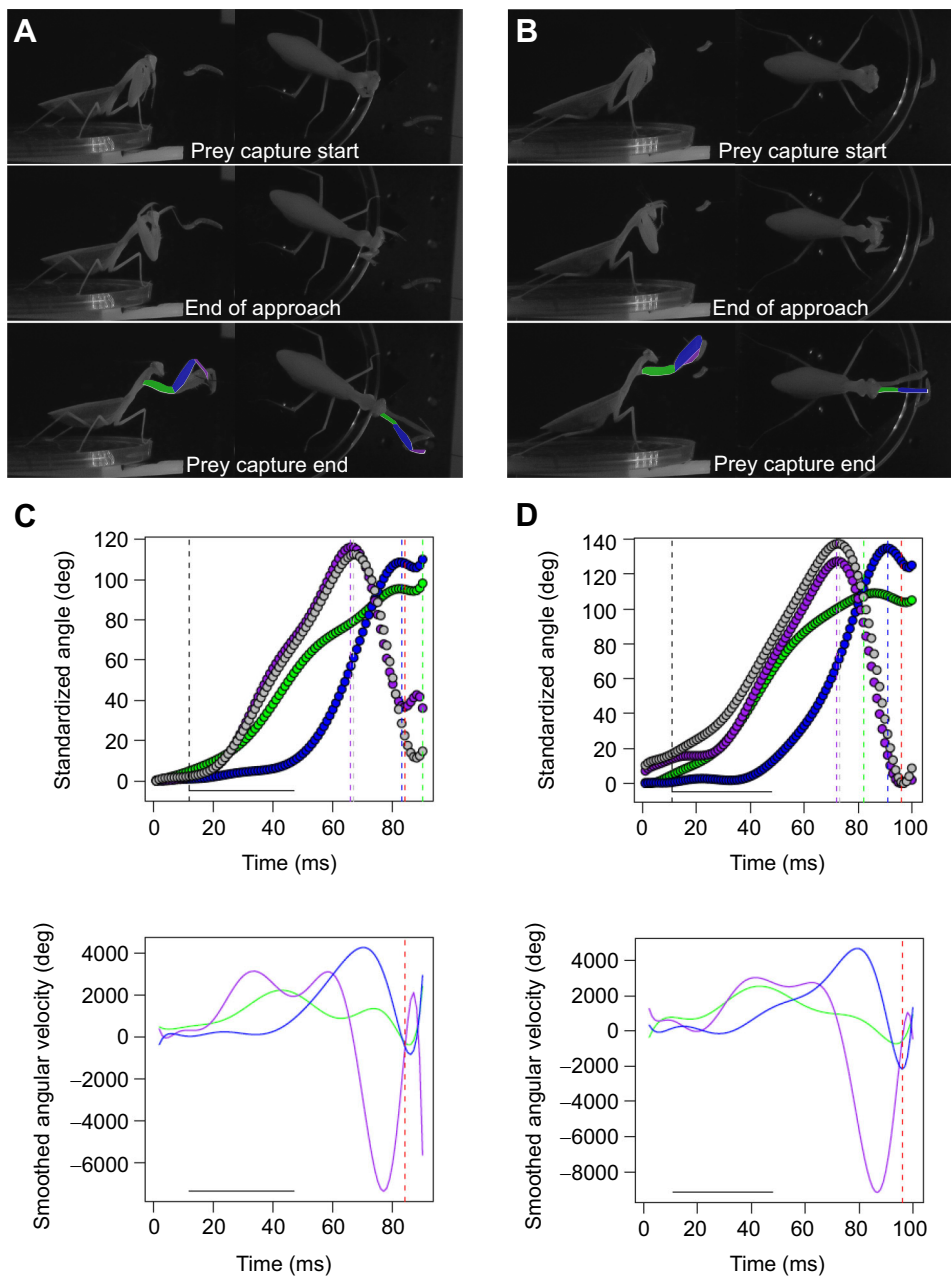 A
B
Prey capture start
Prey capture start
End of approach
End of approach
Prey capture end
Prey capture end
C
D
Standardized angle (deg)
120
100
80
60
40
20
0
0 20 40 60 80
Time (ms)
Standardized angle (deg)
140
120
100
80
60
40
20
0
0 20 40 60 80 100
Time (ms)
Smoothed angular velocity (deg)
4000
2000
0
–2000
–4000
–6000
0 20 40 60 80
Time (ms)
Smoothed angular velocity (deg)
4000
2000
0
–2000
–4000
–6000
–8000
0 20 40 60 80 100
Time (ms)